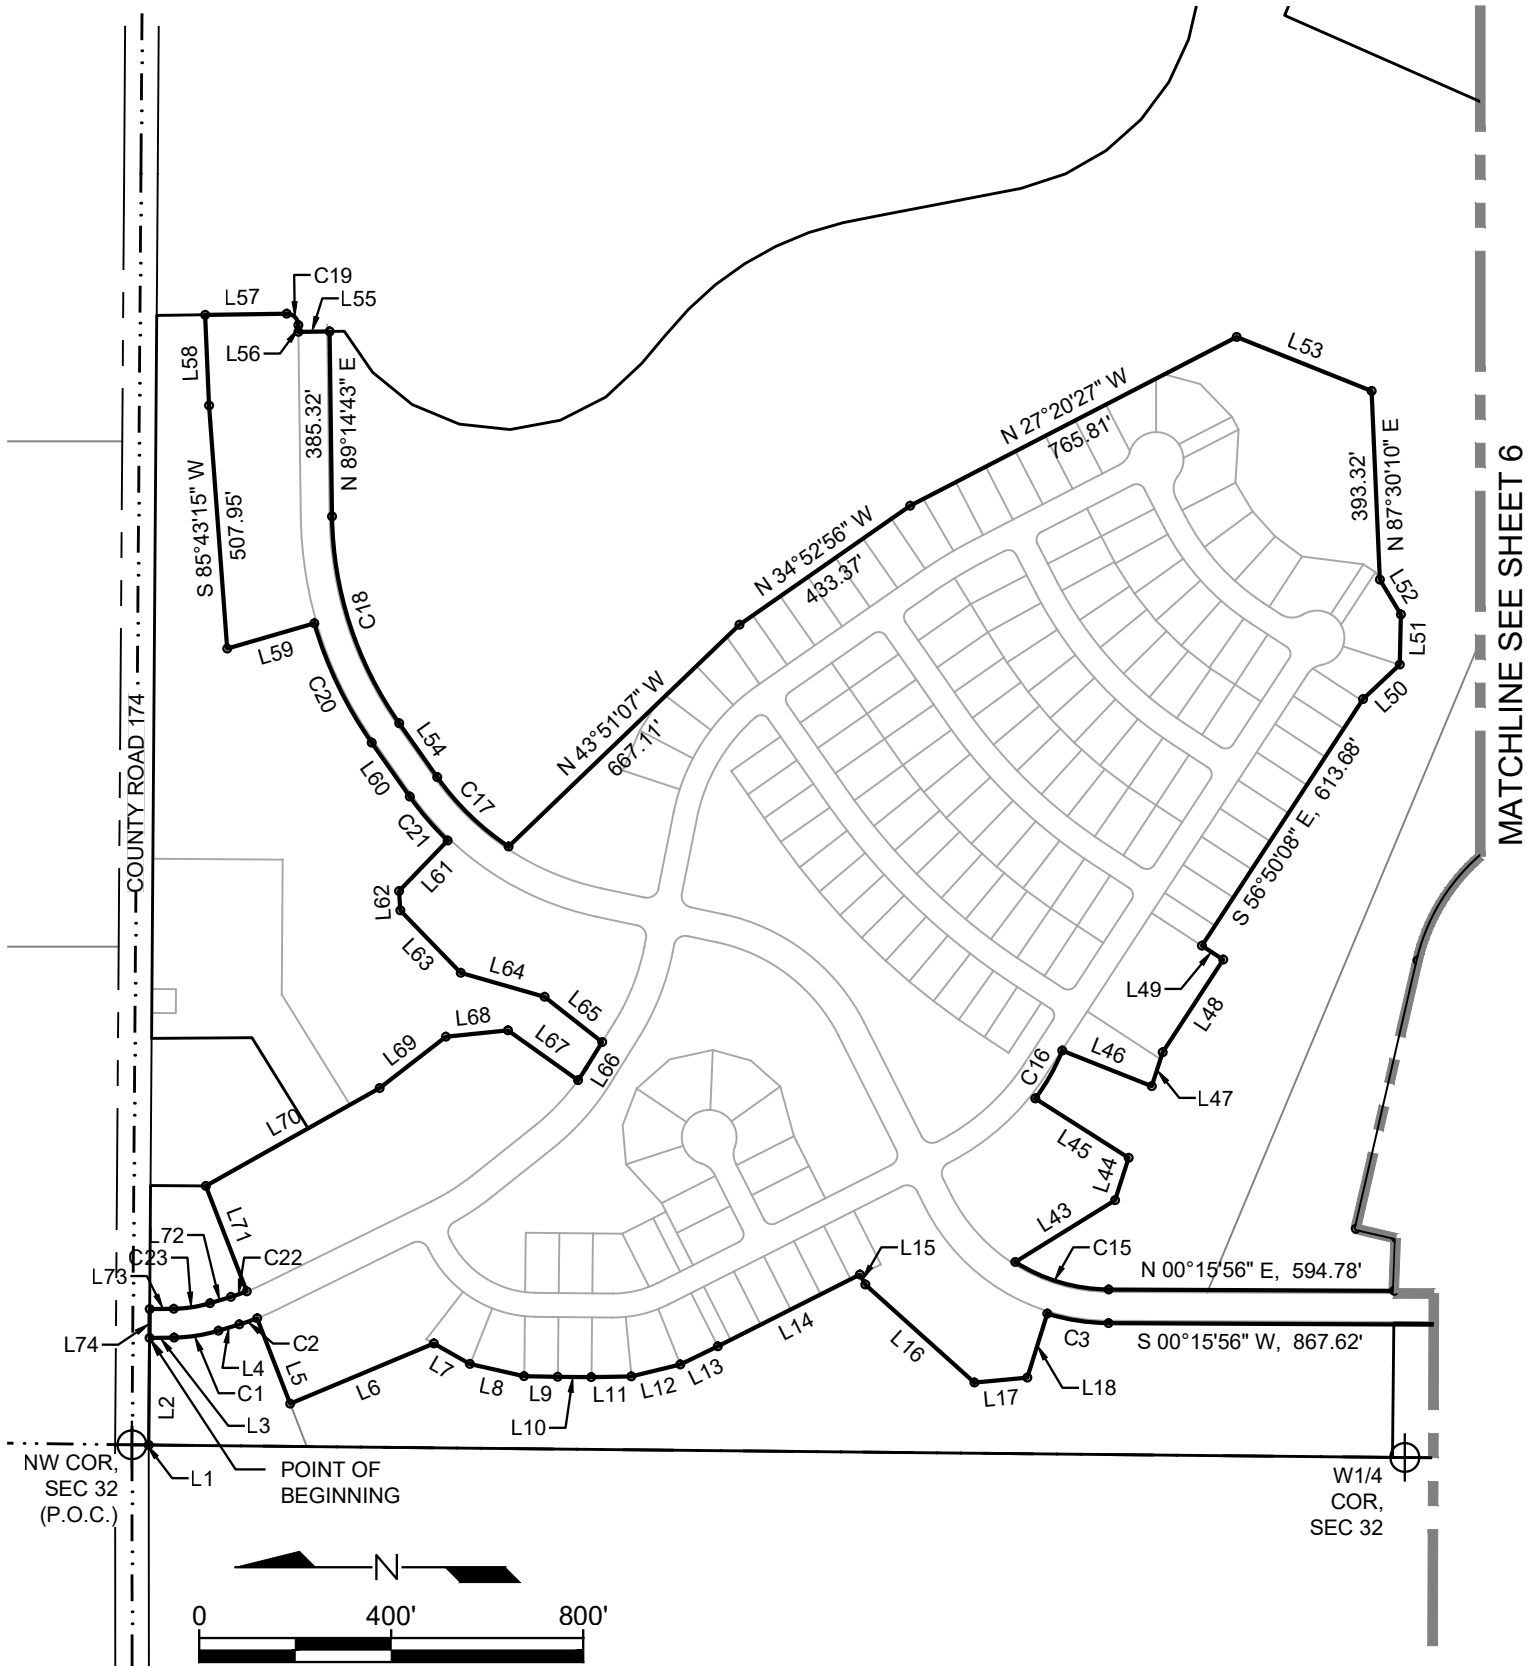 C19
L57
L55
L56
L58
385.32'
N 89°14'43" E
L53
N 27°20'27" W
765.81'
393.32'
N 87°30'10" E
MATCHLINE SEE SHEET 6
S 85°43'15" W
507.95'
N 34°52'56" W
433.37'
L52
L51
C18
L59
C20
L50
COUNTY ROAD 174
L54
N 43°51'07" W
667.11'
L60
C17
S 56°50'08" E, 613.68'
C21
L61
L62
L63
L64
L49
L65
L48
L68
L67
L69
L66
C16
L46
L47
L70
L45
L44
L71
L72
C22
C23
L43
L15
C15
L73
N 00°15'56" E, 594.78'
L74
C2
L4
L5
C1
L3
L2
L6
L7
L8
L9
L10
L11
L12
L13
L14
L16
L17
L18
C3
S 00°15'56" W, 867.62'
NW COR,
SEC 32
(P.O.C.)
L1
POINT OF
BEGINNING
W1/4
COR,
SEC 32
N
0 400' 800'